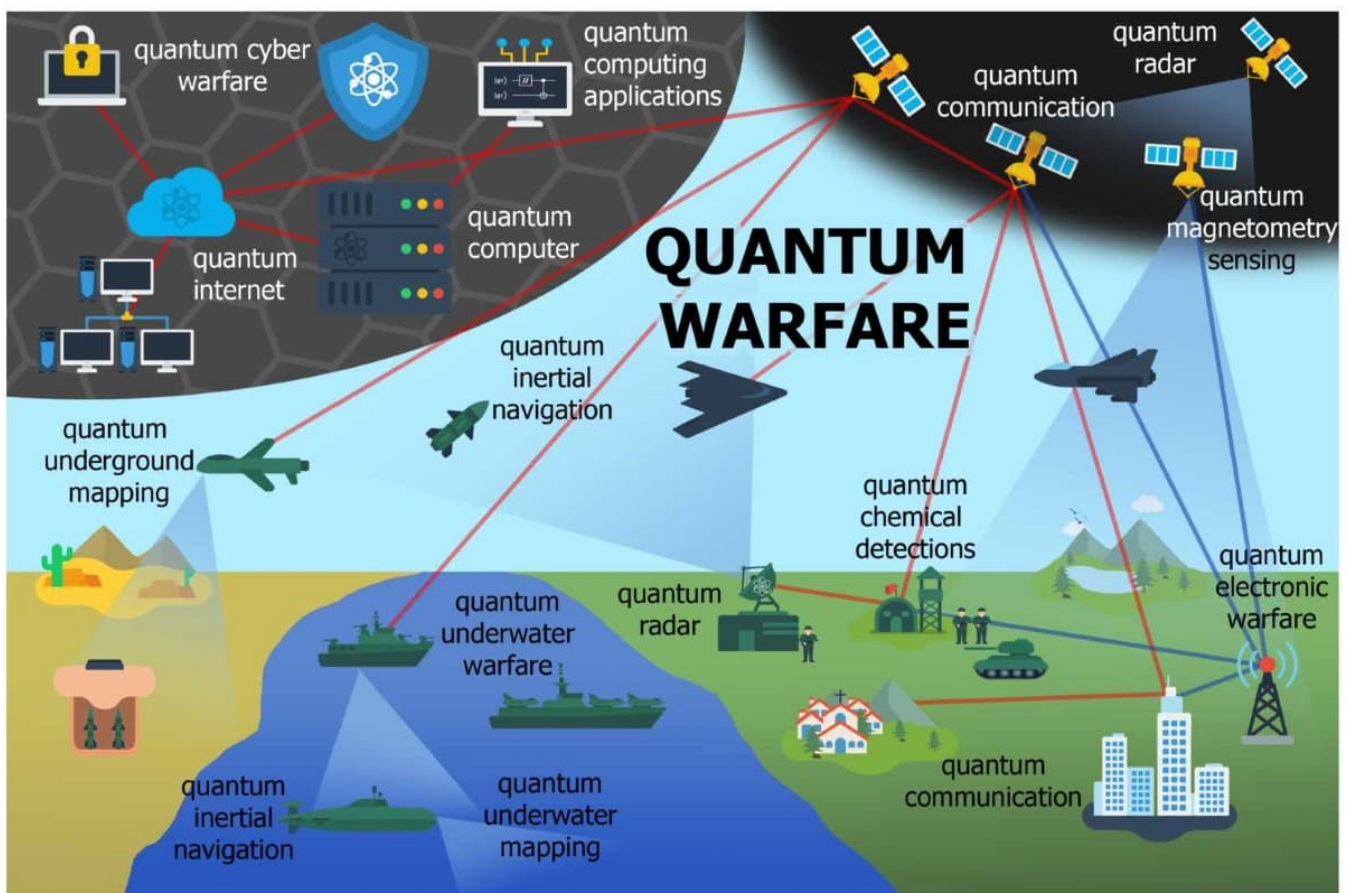 quantum cyber
warfare
quantum
computing
applications
quantum
communication
quantum
radar
quantum
internet
quantum
computer
quantum
magnetometry
sensing
QUANTUM
WARFARE
quantum
inertial
navigation
quantum
underground
mapping
quantum
chemical
detections
quantum
electronic
warfare
quantum
underwater
warfare
quantum
radar
quantum
inertial
navigation
quantum
underwater
mapping
quantum
communication